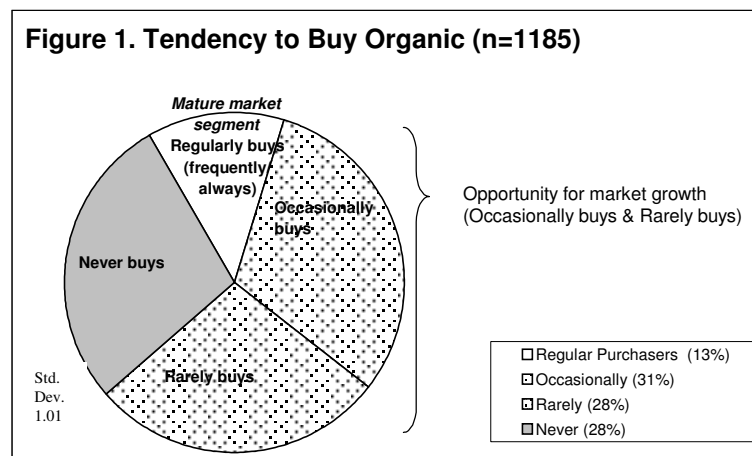 Figure 1. Tendency to Buy Organic (n=1185)
Mature market
segment
Regularly buys
(frequently
always)
Occasionally
buys
Opportunity for market growth
(Occasionally buys & Rarely buys)
Never buys
Rarely buys
Std.
Dev.
1.01
Regular Purchasers (13%)
Occasionally (31%)
Rarely (28%)
Never (28%)